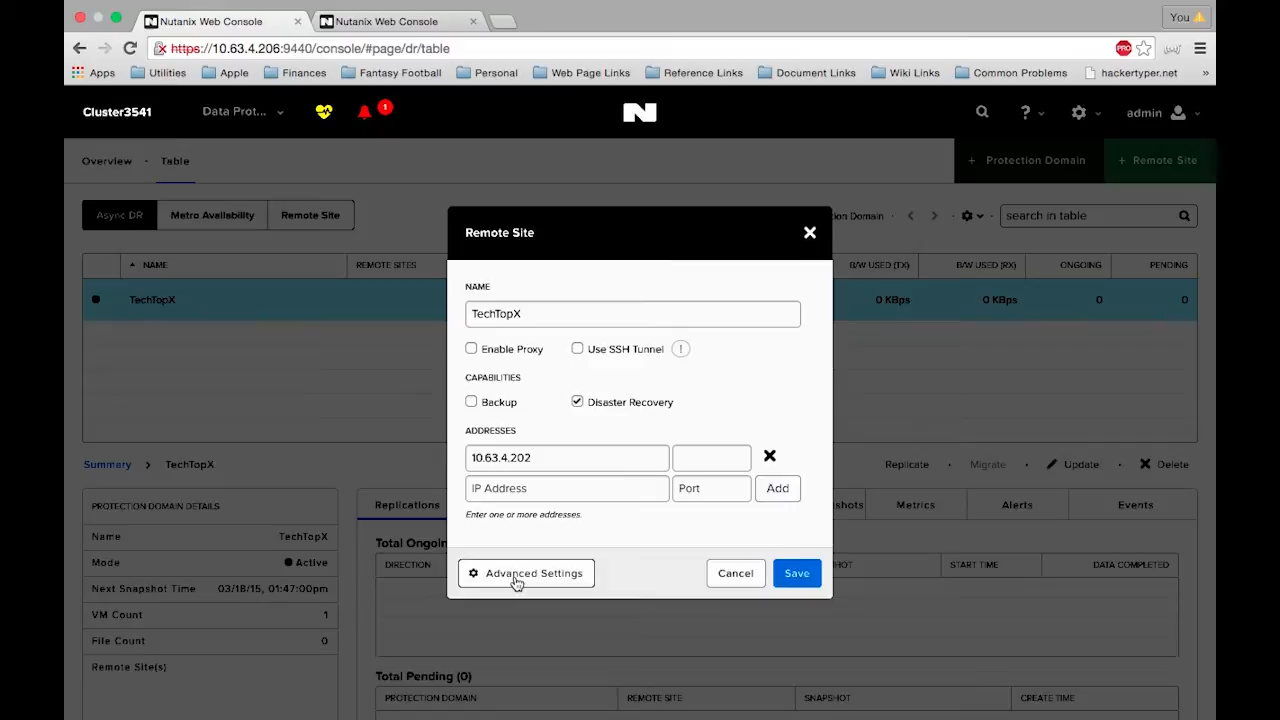 Nutanix Web Console
Nutanix Web Console
You
https://10.63.4.206:9440/console/#page/dr/table
PRO
Apps
Utilities
Apple
Finances
Fantasy Football
Personal
Web Page Links
Reference Links
Document Links
Wiki Links
Common Problems
hackertyper.net
»
Cluster3541
Data Prot...
1
N
?
admin
Overview · Table
+ Protection Domain
+ Remote Site
Async DR
Metro Availability
Remote Site
ion Domain
search in table
NAME
REMOTE SITES
B/W USED (TX)
B/W USED (RX)
ONGOING
PENDING
TechTopX
0 KBps
0 KBps
0
0
Remote Site
NAME
TechTopX
Enable Proxy
Use SSH Tunnel
!
CAPABILITIES
Backup
Disaster Recovery
ADDRESSES
10.63.4.202
IP Address
Port
Add
Enter one or more addresses.
Advanced Settings
Cancel
Save
Summary > TechTopX
Replicate
Migrate
Update
Delete
PROTECTION DOMAIN DETAILS
Name TechTopX
Mode Active
Next Snapshot Time 03/18/15, 01:47:00pm
VM Count 1
File Count 0
Remote Site(s)
Replications
shots
Metrics
Alerts
Events
Total Ongo
DIRECTION
HOT
START TIME
DATA COMPLETED
Total Pending (0)
PROTECTION DOMAIN
REMOTE SITE
SNAPSHOT
CREATE TIME